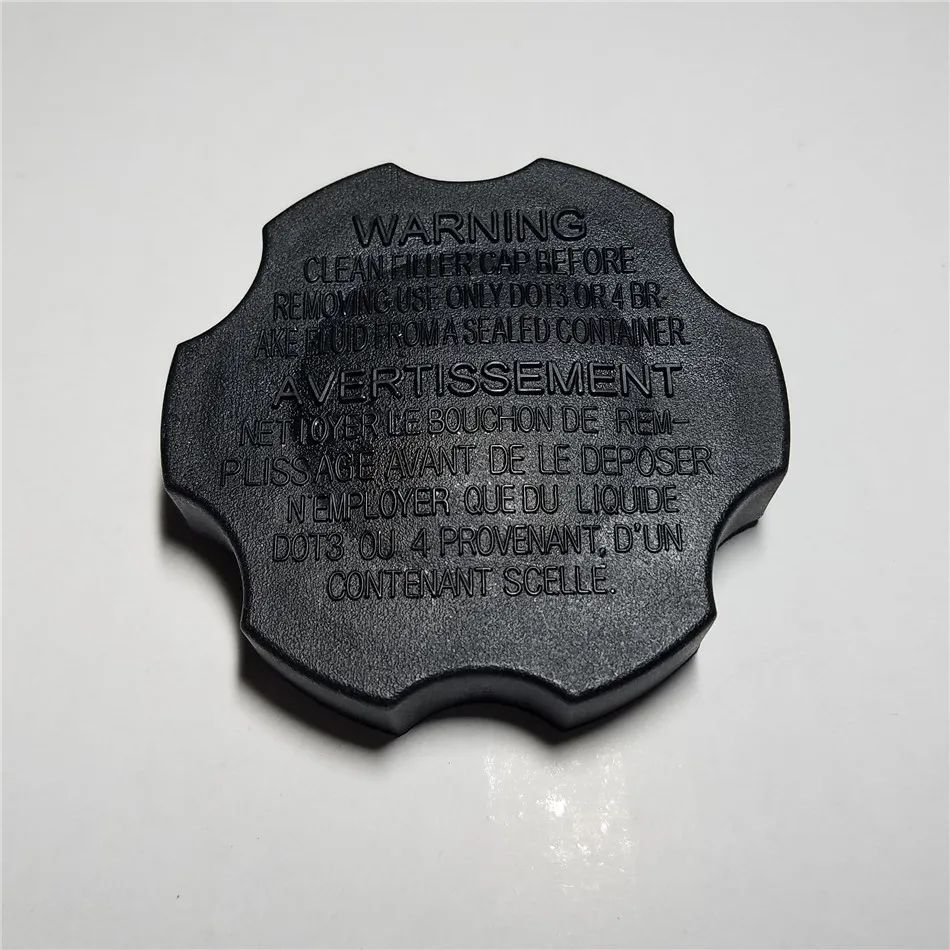 WARNING
CLEAN FILLER CAP BEFORE
REMOVING·USE ONLY DOT3 OR 4 BR-
AKE FLUID FROM A SEALED CONTAINER
AVERTISSEMENT
NETTOYER LE BOUCHON DE REM-
PLISSAGE AVANT DE LE DEPOSER
N'EMPLOYER QUE DU LIQUIDE
DOT3 OU 4 PROVENANT, D'UN
CONTENANT SCELLE.